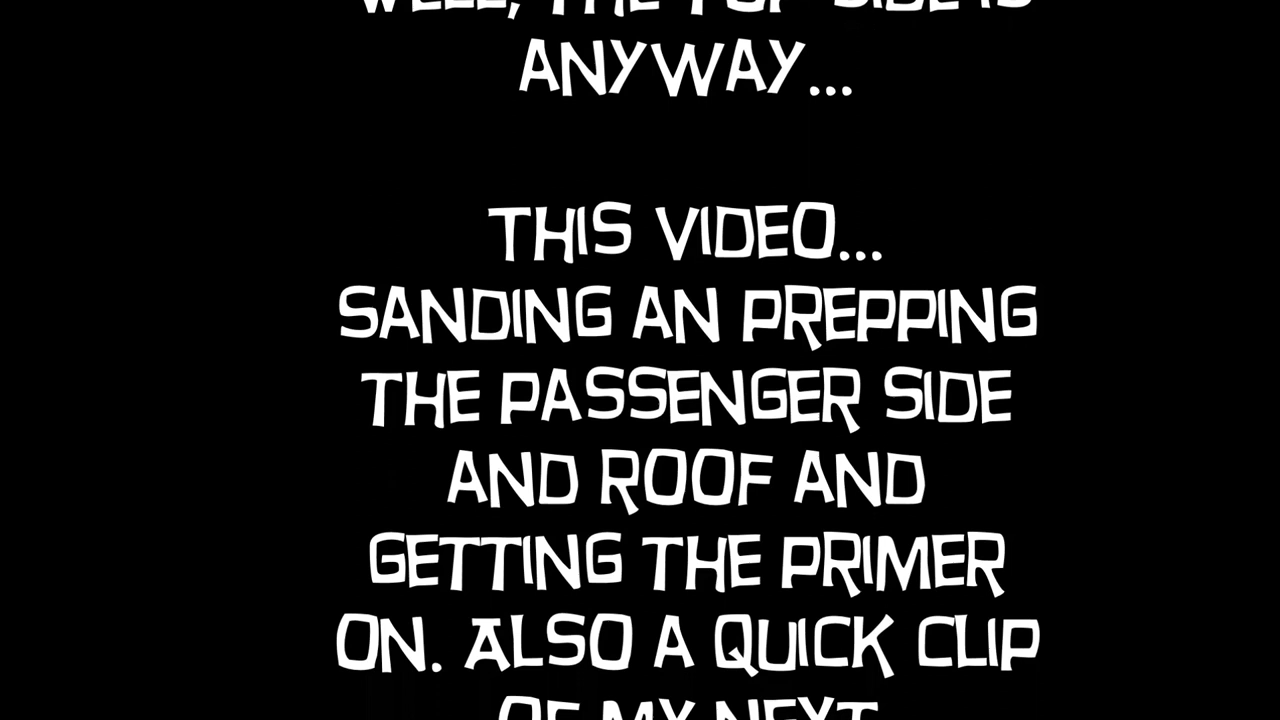 WELL, THE TOP SIDE IS
ANYWAY...
THIS VIDEO...
SANDING AN PREPPING
THE PASSENGER SIDE
AND ROOF AND
GETTING THE PRIMER
ON. ALSO A QUICK CLIP
OF MY NEXT